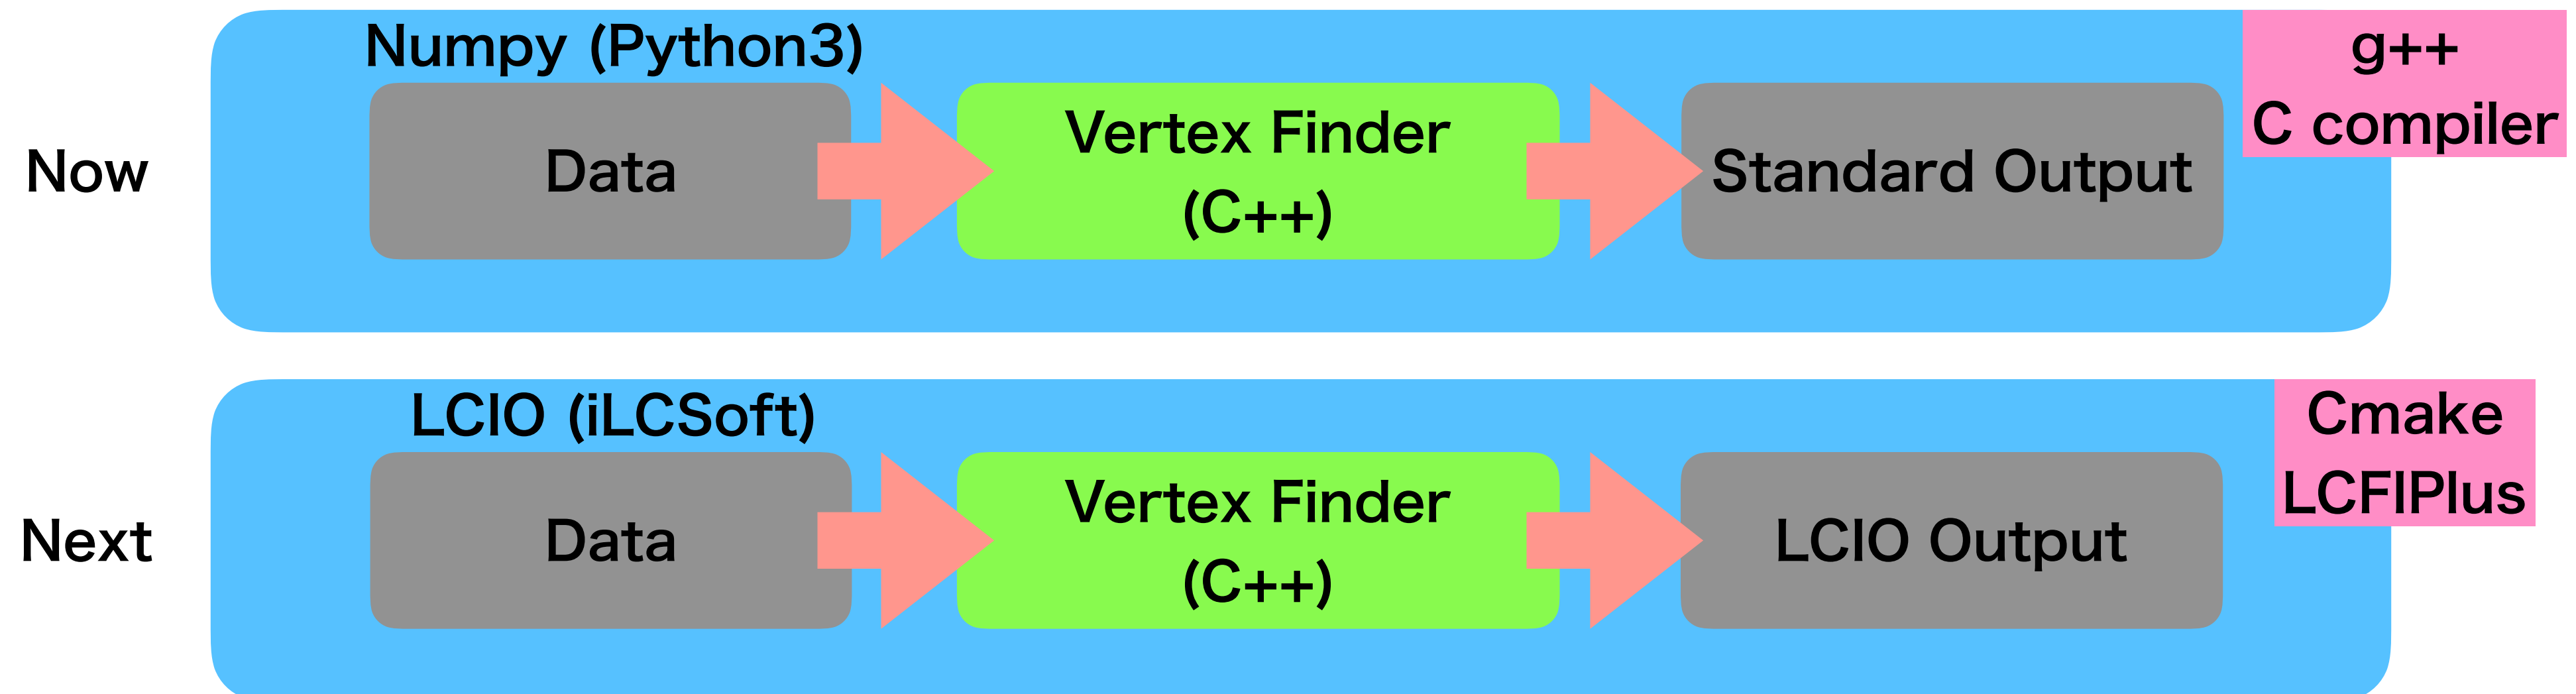 Numpy (Python3)
g++
C compiler
Now
Data
Vertex Finder
(C++)
Standard Output
LCIO (iLCSoft)
Cmake
LCFIPlus
Next
Data
Vertex Finder
(C++)
LCIO Output